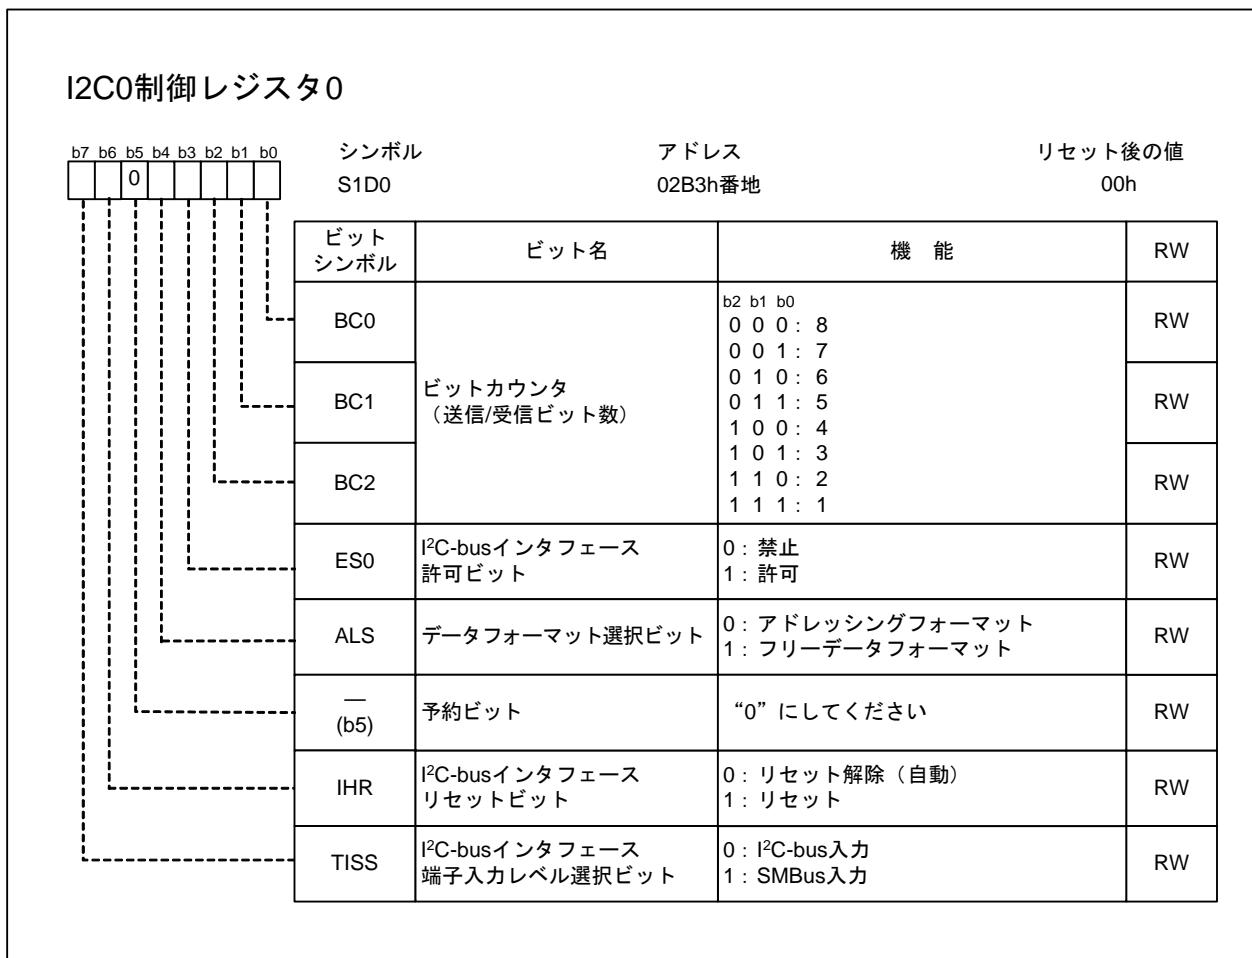 I2C0制御レジスタ0
b7 b6 b5 b4 b3 b2 b1 b0
0
シンボル アドレス リセット後の値
S1D0 02B3h番地 00h
ビット
シンボル
ビット名
機 能
RW
BC0
BC1
BC2
ビットカウンタ
(送信/受信ビット数)
b2 b1 b0
0 0 0 : 8
0 0 1 : 7
0 1 0 : 6
0 1 1 : 5
1 0 0 : 4
1 0 1 : 3
1 1 0 : 2
1 1 1 : 1
RW
RW
RW
ES0
I²C-busインタフェース
許可ビット
0 : 禁止
1 : 許可
RW
ALS
データフォーマット選択ビット
0 : アドレッシングフォーマット
1 : フリーデータフォーマット
RW
—
(b5)
予約ビット
“0”にしてください
RW
IHR
I²C-busインタフェース
リセットビット
0 : リセット解除(自動)
1 : リセット
RW
TISS
I²C-busインタフェース
端子入力レベル選択ビット
0 : I²C-bus入力
1 : SMBus入力
RW